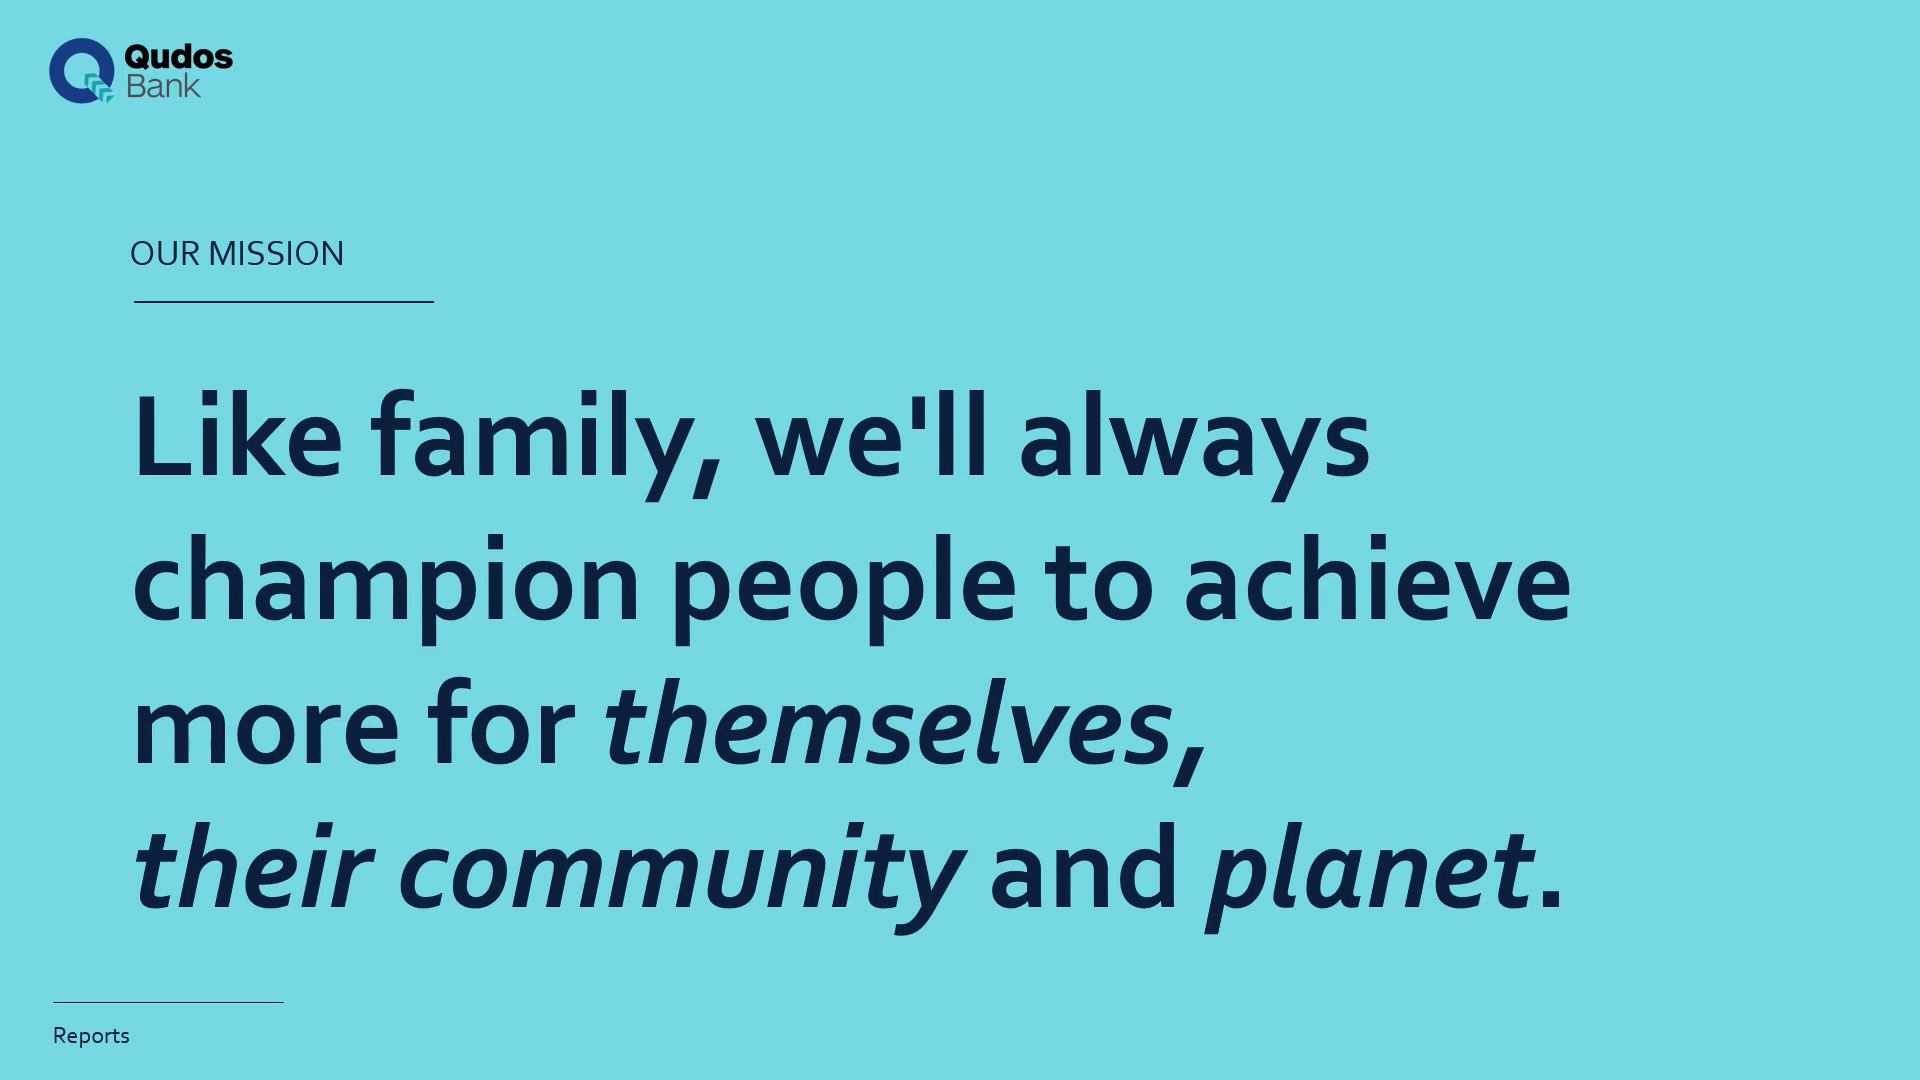 Qudos
Bank
OUR MISSION
Like family, we'll always
champion people to achieve
more for themselves,
their community and planet.
Reports